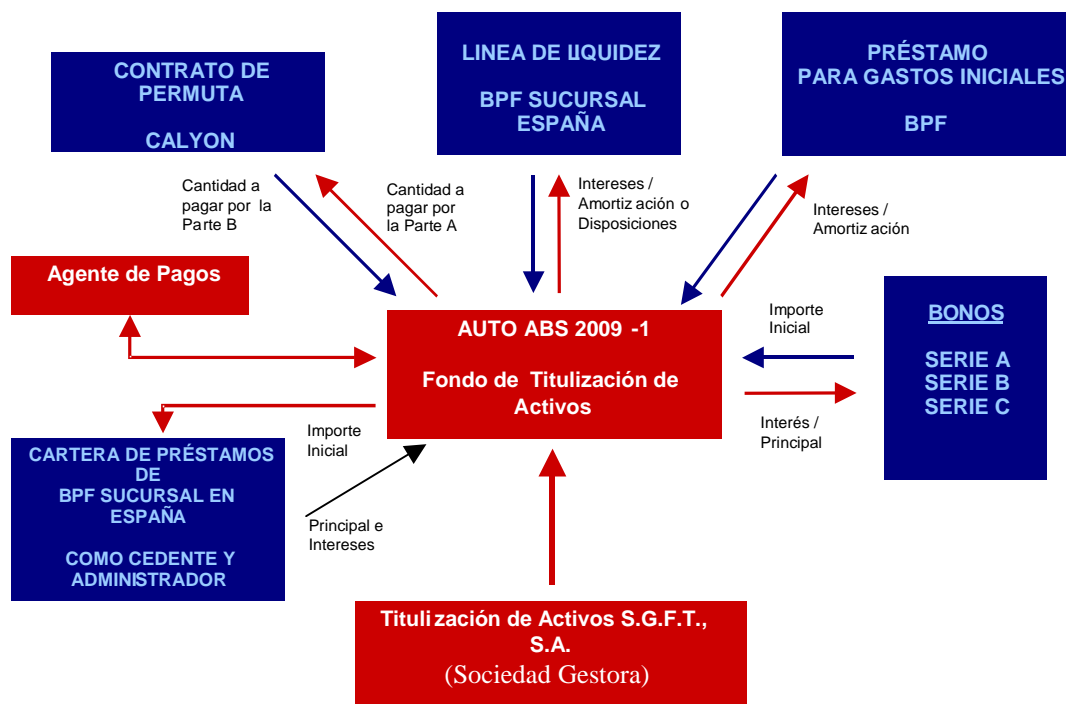 CONTRATO DE
PERMUTA
CALYON
LINEA DE LIQUIDEZ
BPF SUCURSAL
ESPAÑA
PRÉSTAMO
PARA GASTOS INICIALES
BPF
Cantidad a
pagar por la
Parte B
Cantidad a
pagar por
la Parte A
Intereses /
Amortización o
Disposiciones
Intereses /
Amortización
Agente de Pagos
AUTO ABS 2009 -1
Fondo de Titulización de
Activos
Importe
Inicial
Interés /
Principal
BONOS
SERIE A
SERIE B
SERIE C
CARTERA DE PRÉSTAMOS
DE
BPF SUCURSAL EN
ESPAÑA
COMO CEDENTE Y
ADMINISTRADOR
Importe
Inicial
Principal e
Intereses
Titulización de Activos S.G.F.T.,
S.A.
(Sociedad Gestora)